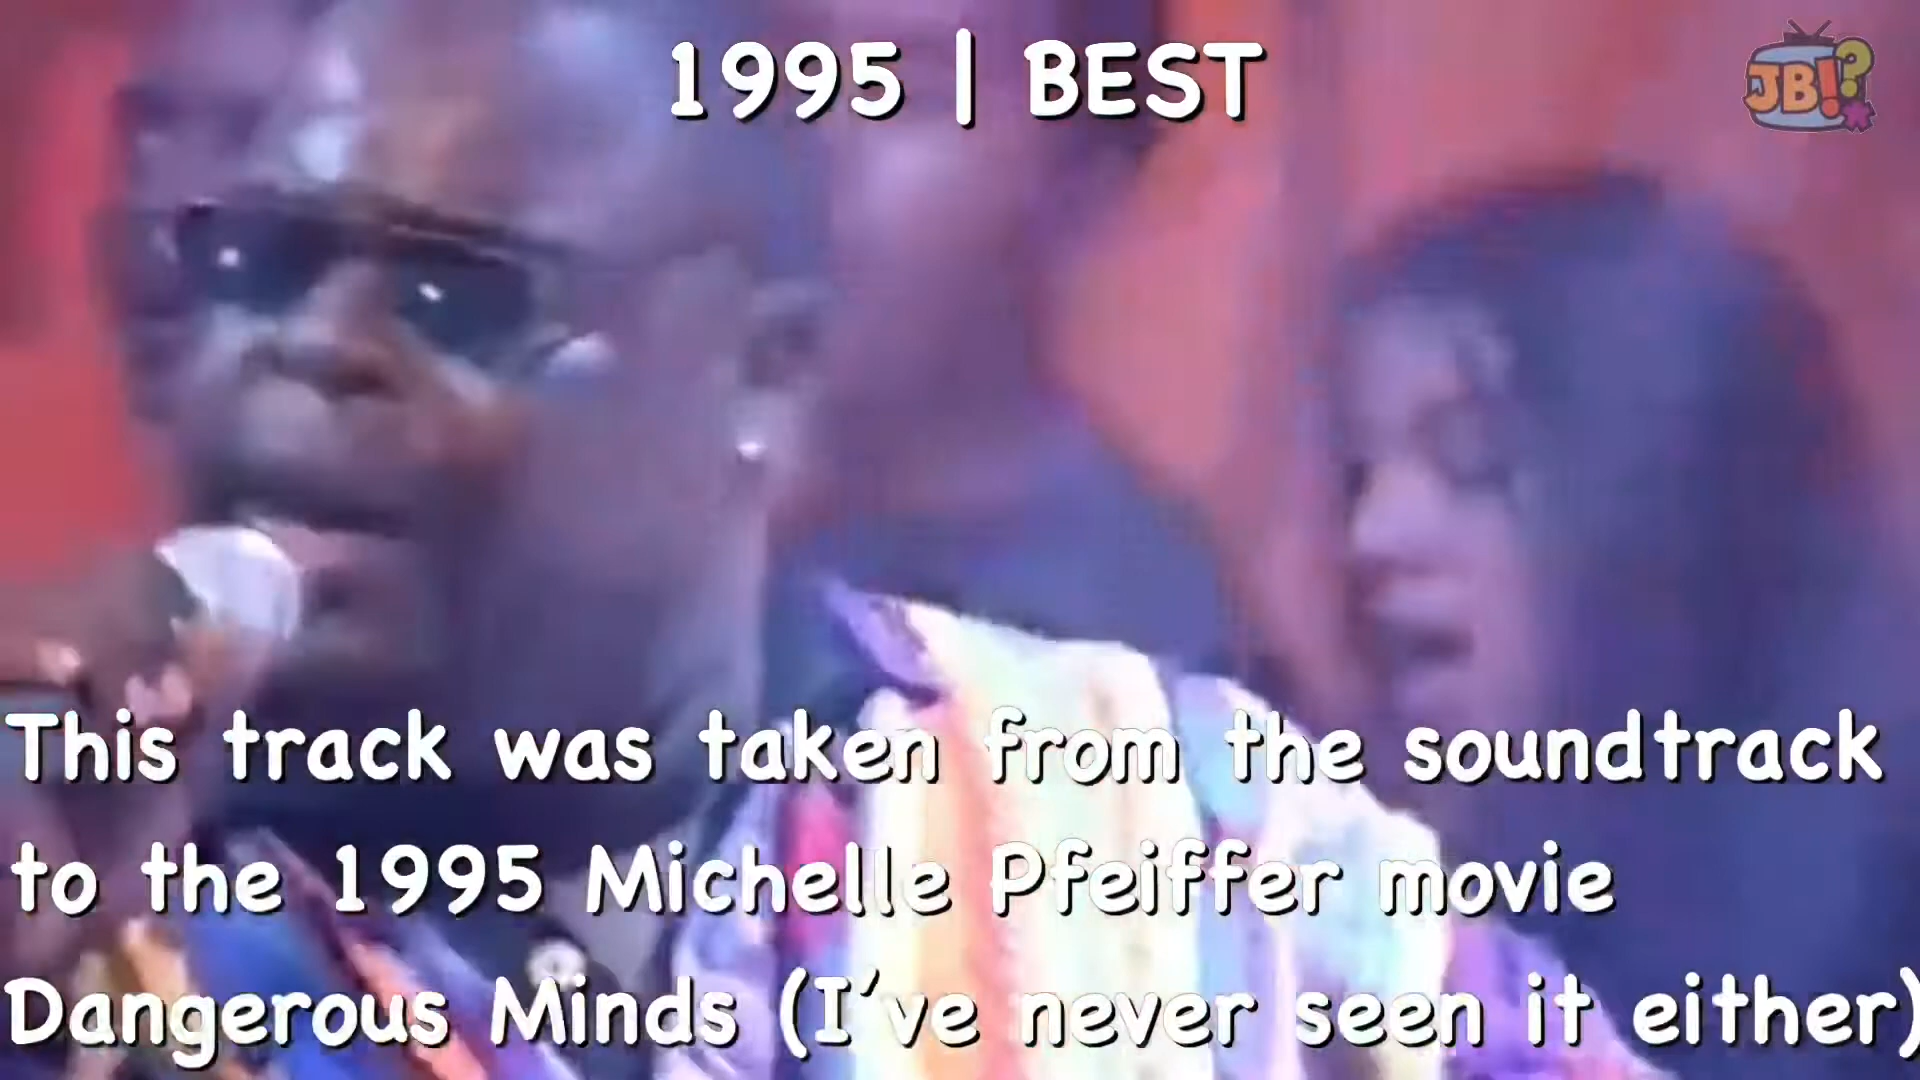 1995 | BEST
JB!?*
This track was taken from the soundtrack
to the 1995 Michelle Pfeiffer movie
Dangerous Minds (I've never seen it either)